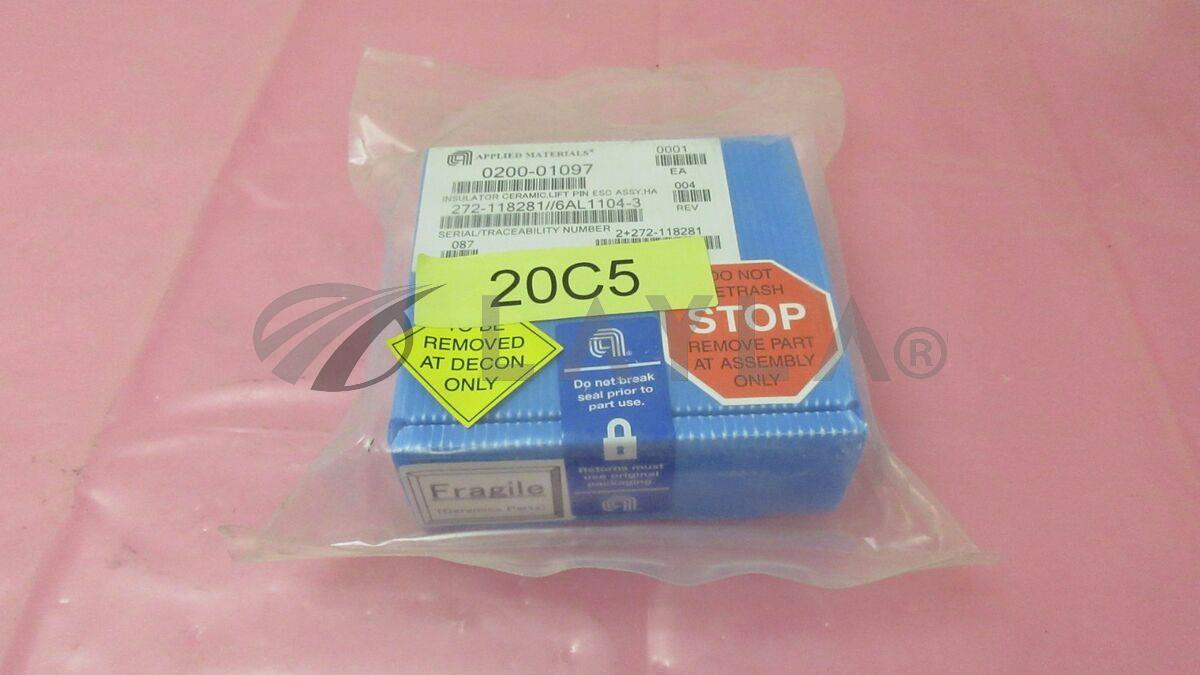 APPLIED MATERIALS®
0001
0200-01097
EA
INSULATOR CERAMIC,LIFT PIN ESC ASSY,HA
004
272-118281//6AL1104-3
REV
SERIAL/TRACEABILITY NUMBER
2+272-118281
087
20C5
DO NOT
STOP
REMOVE PART
AT ASSEMBLY
ONLY
TO BE
REMOVED
AT DECON
ONLY
LAYLA®
Do not break
seal prior to
part use.
Returns must
use original
packaging.
Fragile
(Ceramics Parts)